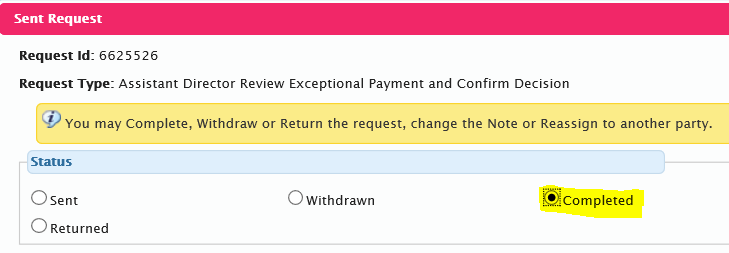 Sent Request
Request Id: 6625526
Request Type: Assistant Director Review Exceptional Payment and Confirm Decision
You may Complete, Withdraw or Return the request, change the Note or Reassign to another party.
Status
Sent Withdrawn Completed
Returned